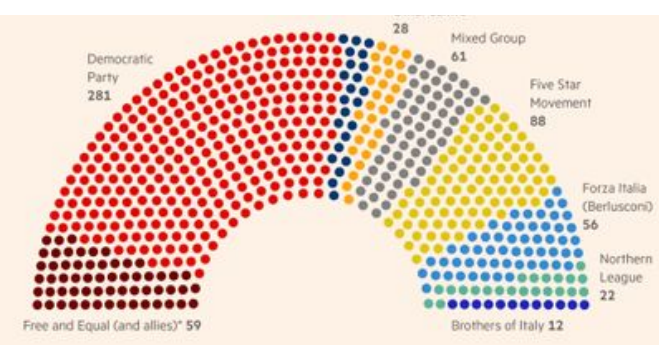 28
Mixed Group
61
Democratic
Party
281
Five Star
Movement
88
Forza Italia
(Berlusconi)
56
Northern
League
22
Free and Equal (and allies)* 59
Brothers of Italy 12